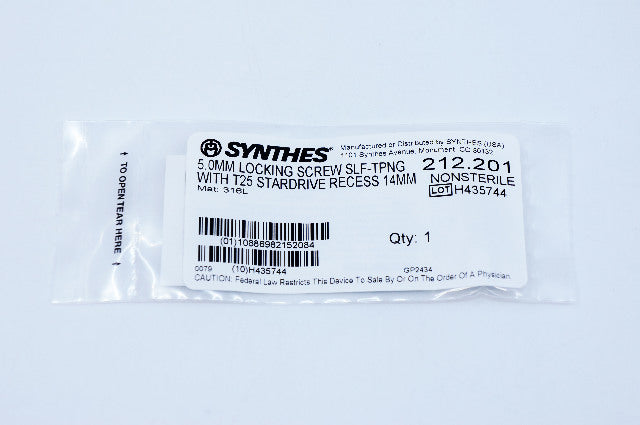 SYNTHES®
Manufactured or Distributed by SYNTHES (USA)
1101 Synthes Avenue, Monument, CO 80132
5.0MM LOCKING SCREW SLF-TPNG
WITH T25 STARDRIVE RECESS 14MM
Mat: 316L
212.201
NONSTERILE
LOT H435744
(01)10886982152084
Qty: 1
(10)H435744
0079
GP2434
CAUTION: Federal Law Restricts This Device To Sale By Or On The Order Of A Physician.
↑ TO OPEN TEAR HERE ↑